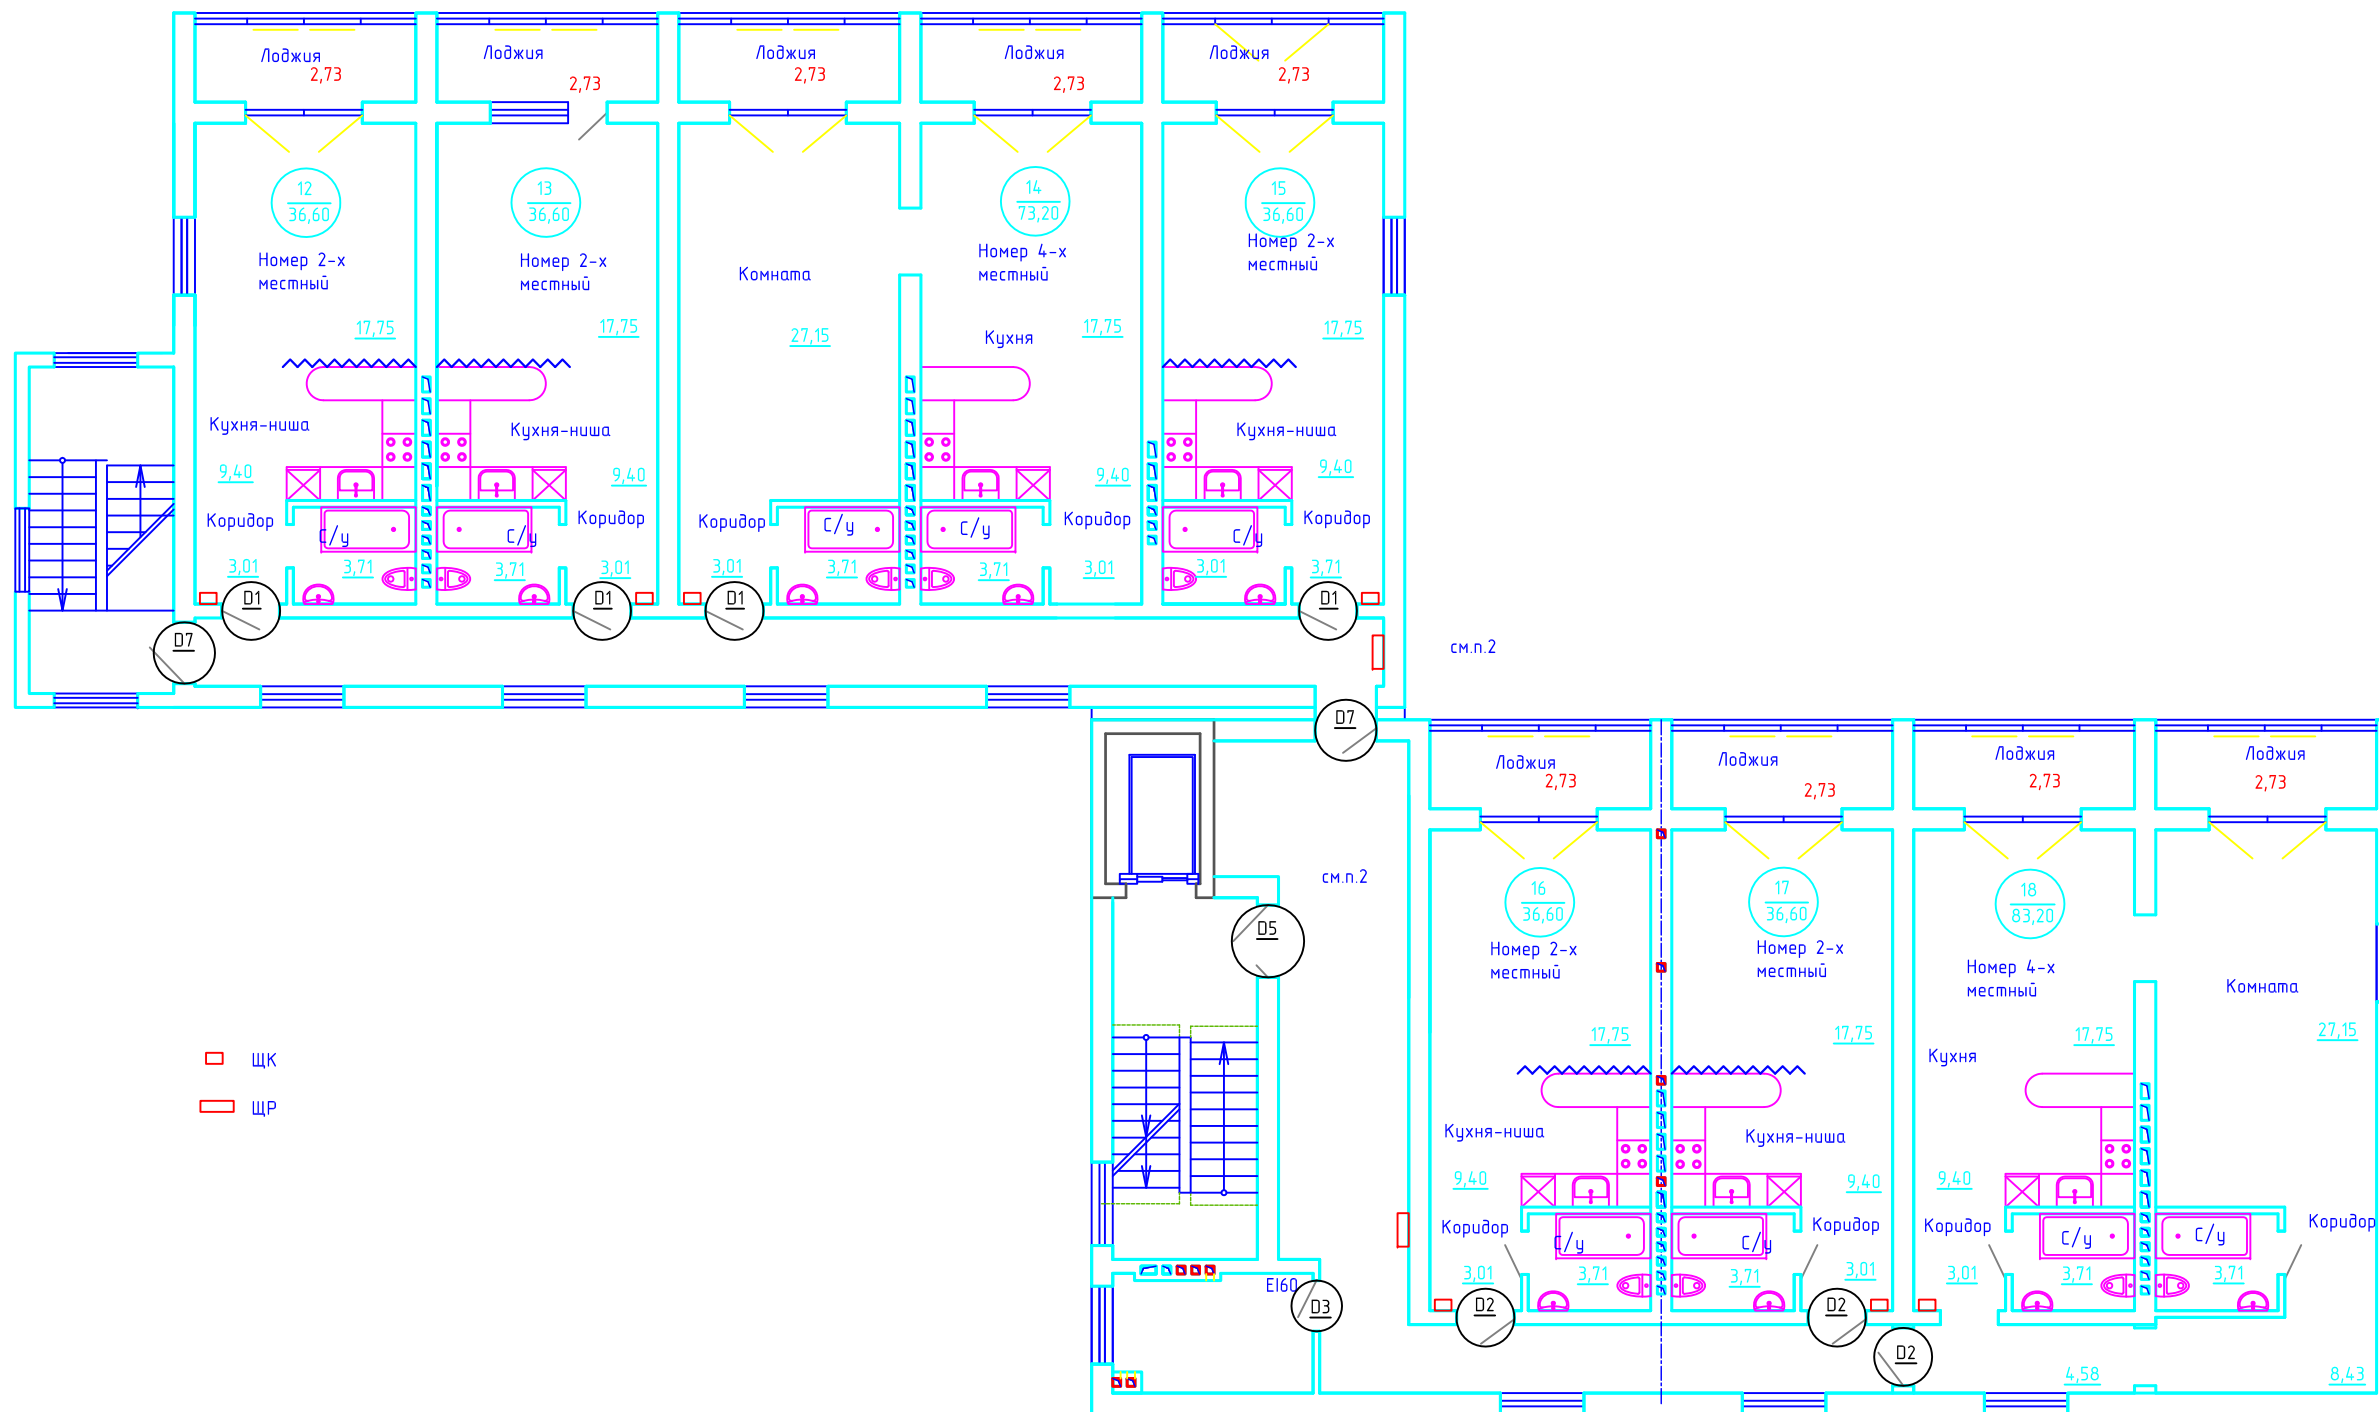 Лоджия
2,73
Лоджия
2,73
Лоджия
2,73
Лоджия
2,73
Лоджия
2,73
12
36,60
13
36,60
14
73,20
15
36,60
Номер 2-х
местный
Номер 2-х
местный
Комната
Номер 4-х
местный
Номер 2-х
местный
17,75
17,75
27,15
Кухня
17,75
17,75
Кухня-ниша
Кухня-ниша
Кухня-ниша
9,40
9,40
9,40
9,40
Коридор
С/у
С/у
Коридор
Коридор
С/у
С/у
Коридор
С/у
Коридор
3,01
3,71
3,71
3,01
3,01
3,71
3,71
3,01
3,01
3,71
D1
D1
D1
D1
D7
см.п.2
D7
Лоджия
2,73
Лоджия
2,73
Лоджия
2,73
Лоджия
2,73
см.п.2
16
36,60
17
36,60
18
83,20
D5
Номер 2-х
местный
Номер 2-х
местный
Номер 4-х
местный
Комната
17,75
17,75
17,75
27,15
Кухня
ЩК
ЩР
Кухня-ниша
Кухня-ниша
9,40
9,40
9,40
Коридор
С/у
С/у
Коридор
Коридор
С/у
С/у
Коридор
3,01
3,71
3,71
3,01
3,01
3,71
3,71
EI60
D3
D2
D2
D2
4,58
8,43